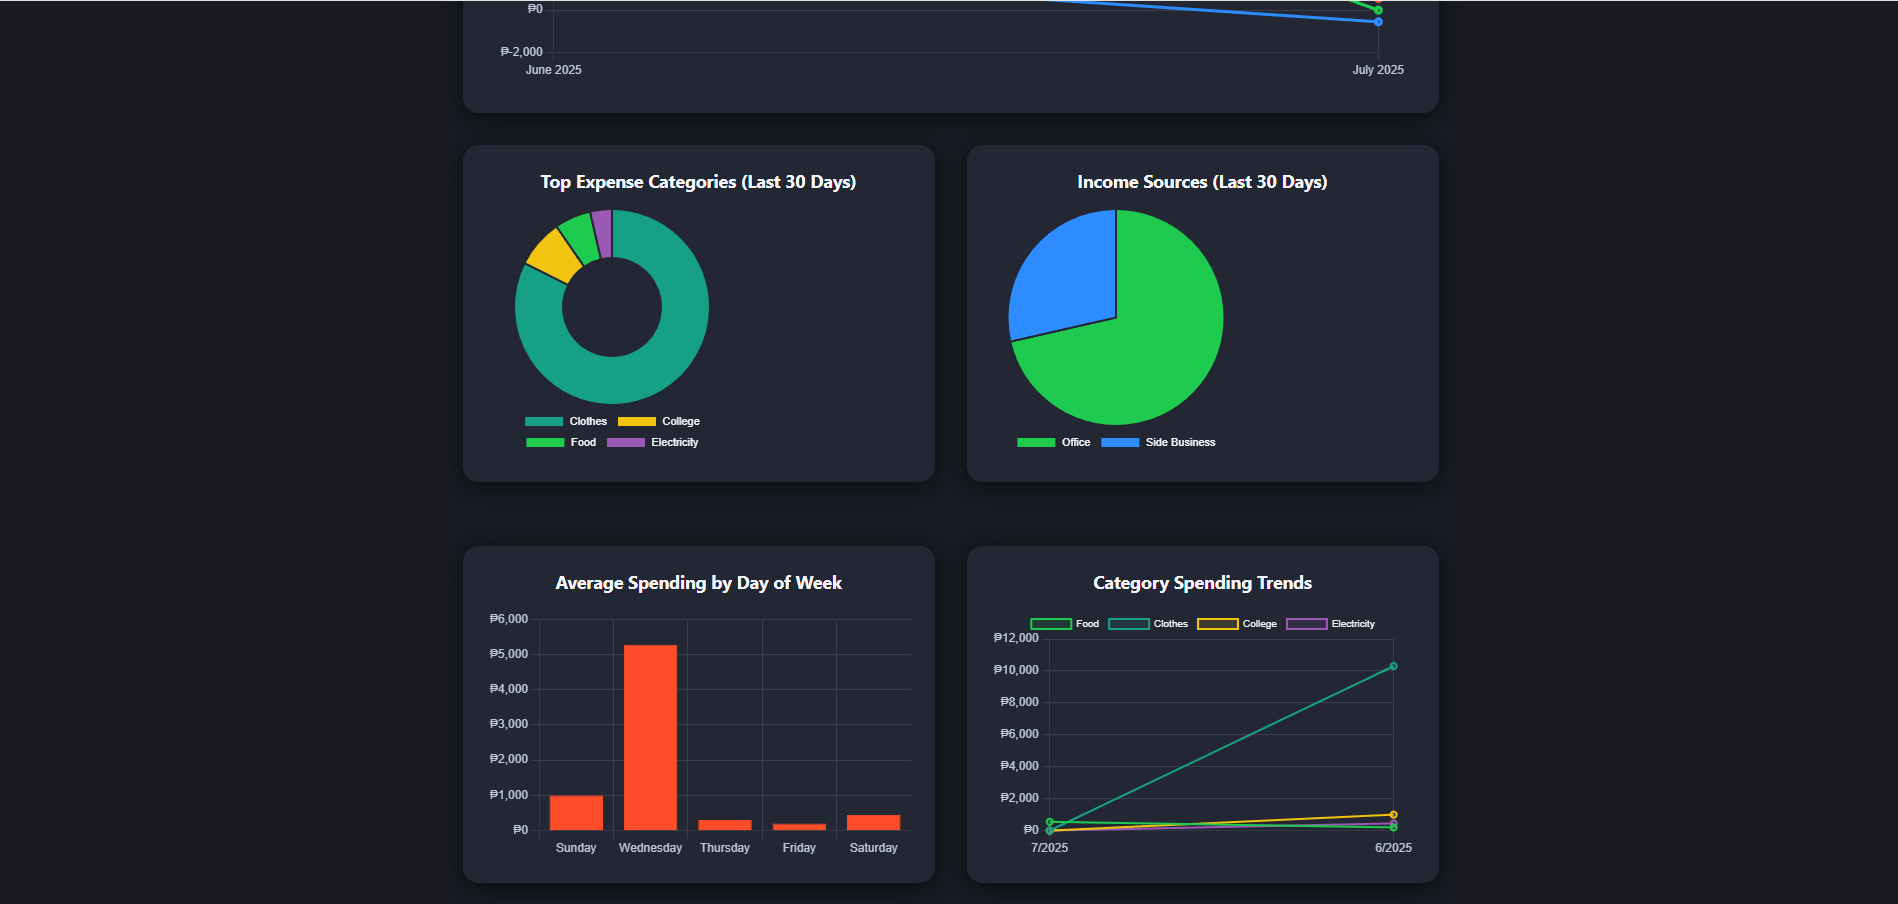 ₱0
₱-2,000
June 2025 July 2025
Top Expense Categories (Last 30 Days)
Clothes College
Food Electricity
Income Sources (Last 30 Days)
Office Side Business
Average Spending by Day of Week
₱6,000
₱5,000
₱4,000
₱3,000
₱2,000
₱1,000
₱0
Sunday Wednesday Thursday Friday Saturday
Category Spending Trends
Food Clothes College Electricity
₱12,000
₱10,000
₱8,000
₱6,000
₱4,000
₱2,000
₱0
7/2025 6/2025